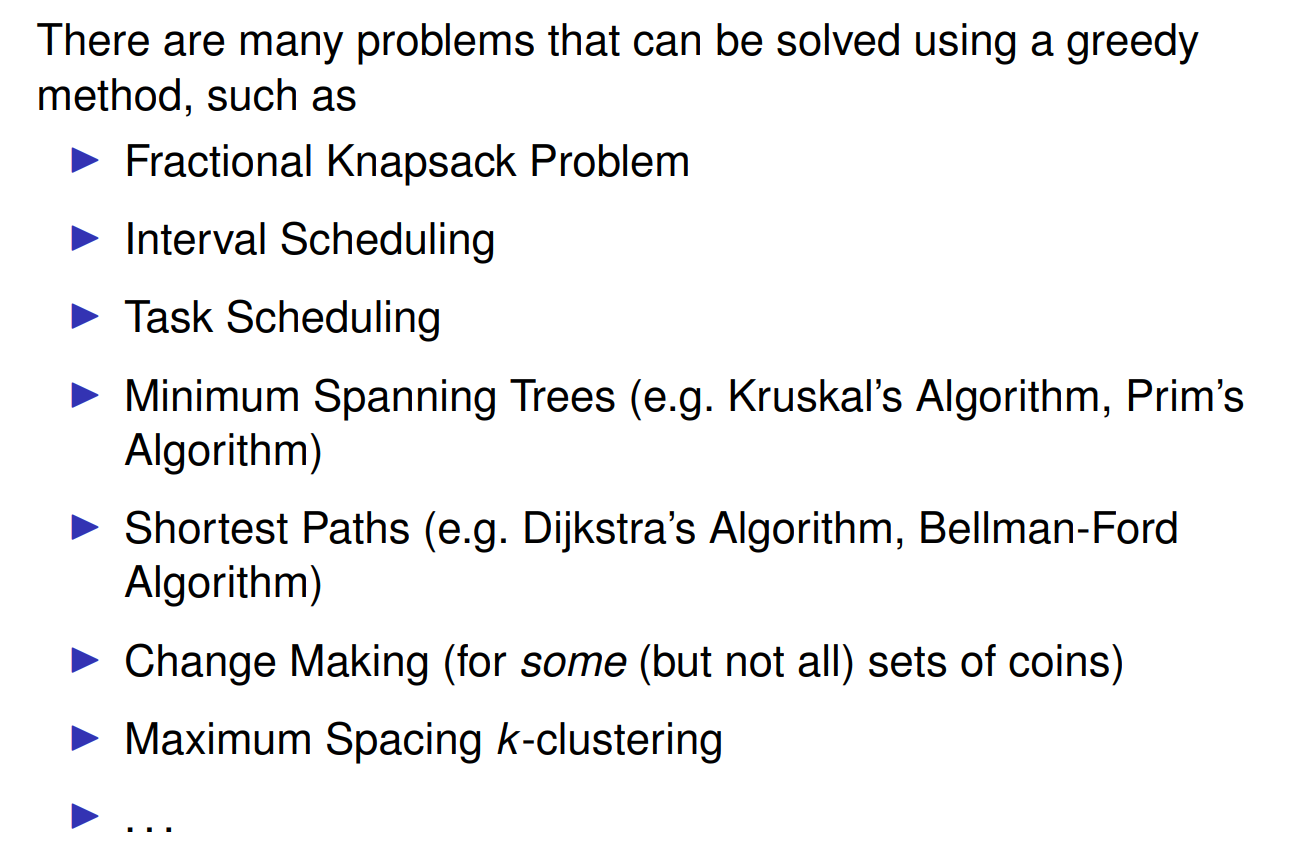 There are many problems that can be solved using a greedy
method, such as
▶ Fractional Knapsack Problem
▶ Interval Scheduling
▶ Task Scheduling
▶ Minimum Spanning Trees (e.g. Kruskal’s Algorithm, Prim’s
Algorithm)
▶ Shortest Paths (e.g. Dijkstra’s Algorithm, Bellman-Ford
Algorithm)
▶ Change Making (for some (but not all) sets of coins)
▶ Maximum Spacing k-clustering
▶ . . .